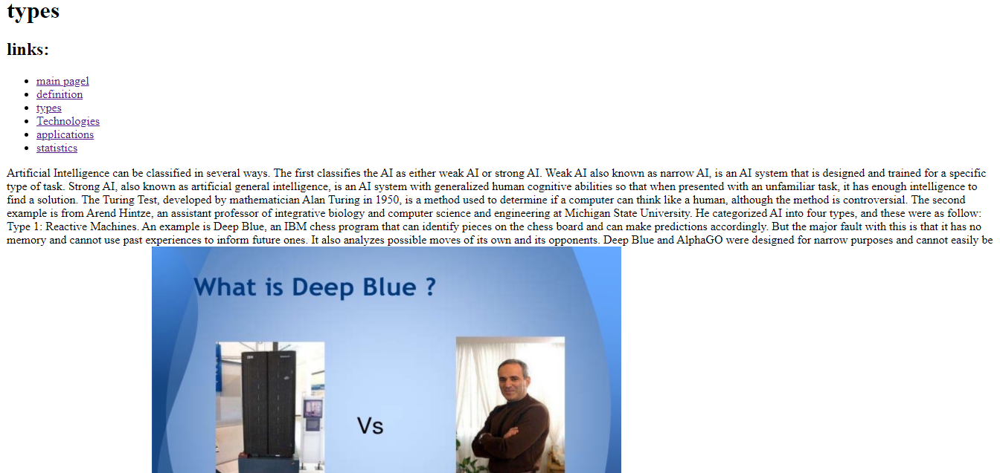 types
links:
main pagel
definition
types
Technologies
applications
statistics
Artificial Intelligence can be classified in several ways. The first classifies the AI as either weak AI or strong AI. Weak AI also known as narrow AI, is an AI system that is designed and trained for a specific
type of task. Strong AI, also known as artificial general intelligence, is an AI system with generalized human cognitive abilities so that when presented with an unfamiliar task, it has enough intelligence to
find a solution. The Turing Test, developed by mathematician Alan Turing in 1950, is a method used to determine if a computer can think like a human, although the method is controversial. The second
example is from Arend Hintze, an assistant professor of integrative biology and computer science and engineering at Michigan State University. He categorized AI into four types, and these were as follow:
Type 1: Reactive Machines. An example is Deep Blue, an IBM chess program that can identify pieces on the chess board and can make predictions accordingly. But the major fault with this is that it has no
memory and cannot use past experiences to inform future ones. It also analyzes possible moves of its own and its opponents. Deep Blue and AlphaGO were designed for narrow purposes and cannot easily be
What is Deep Blue ?
IBM
Vs